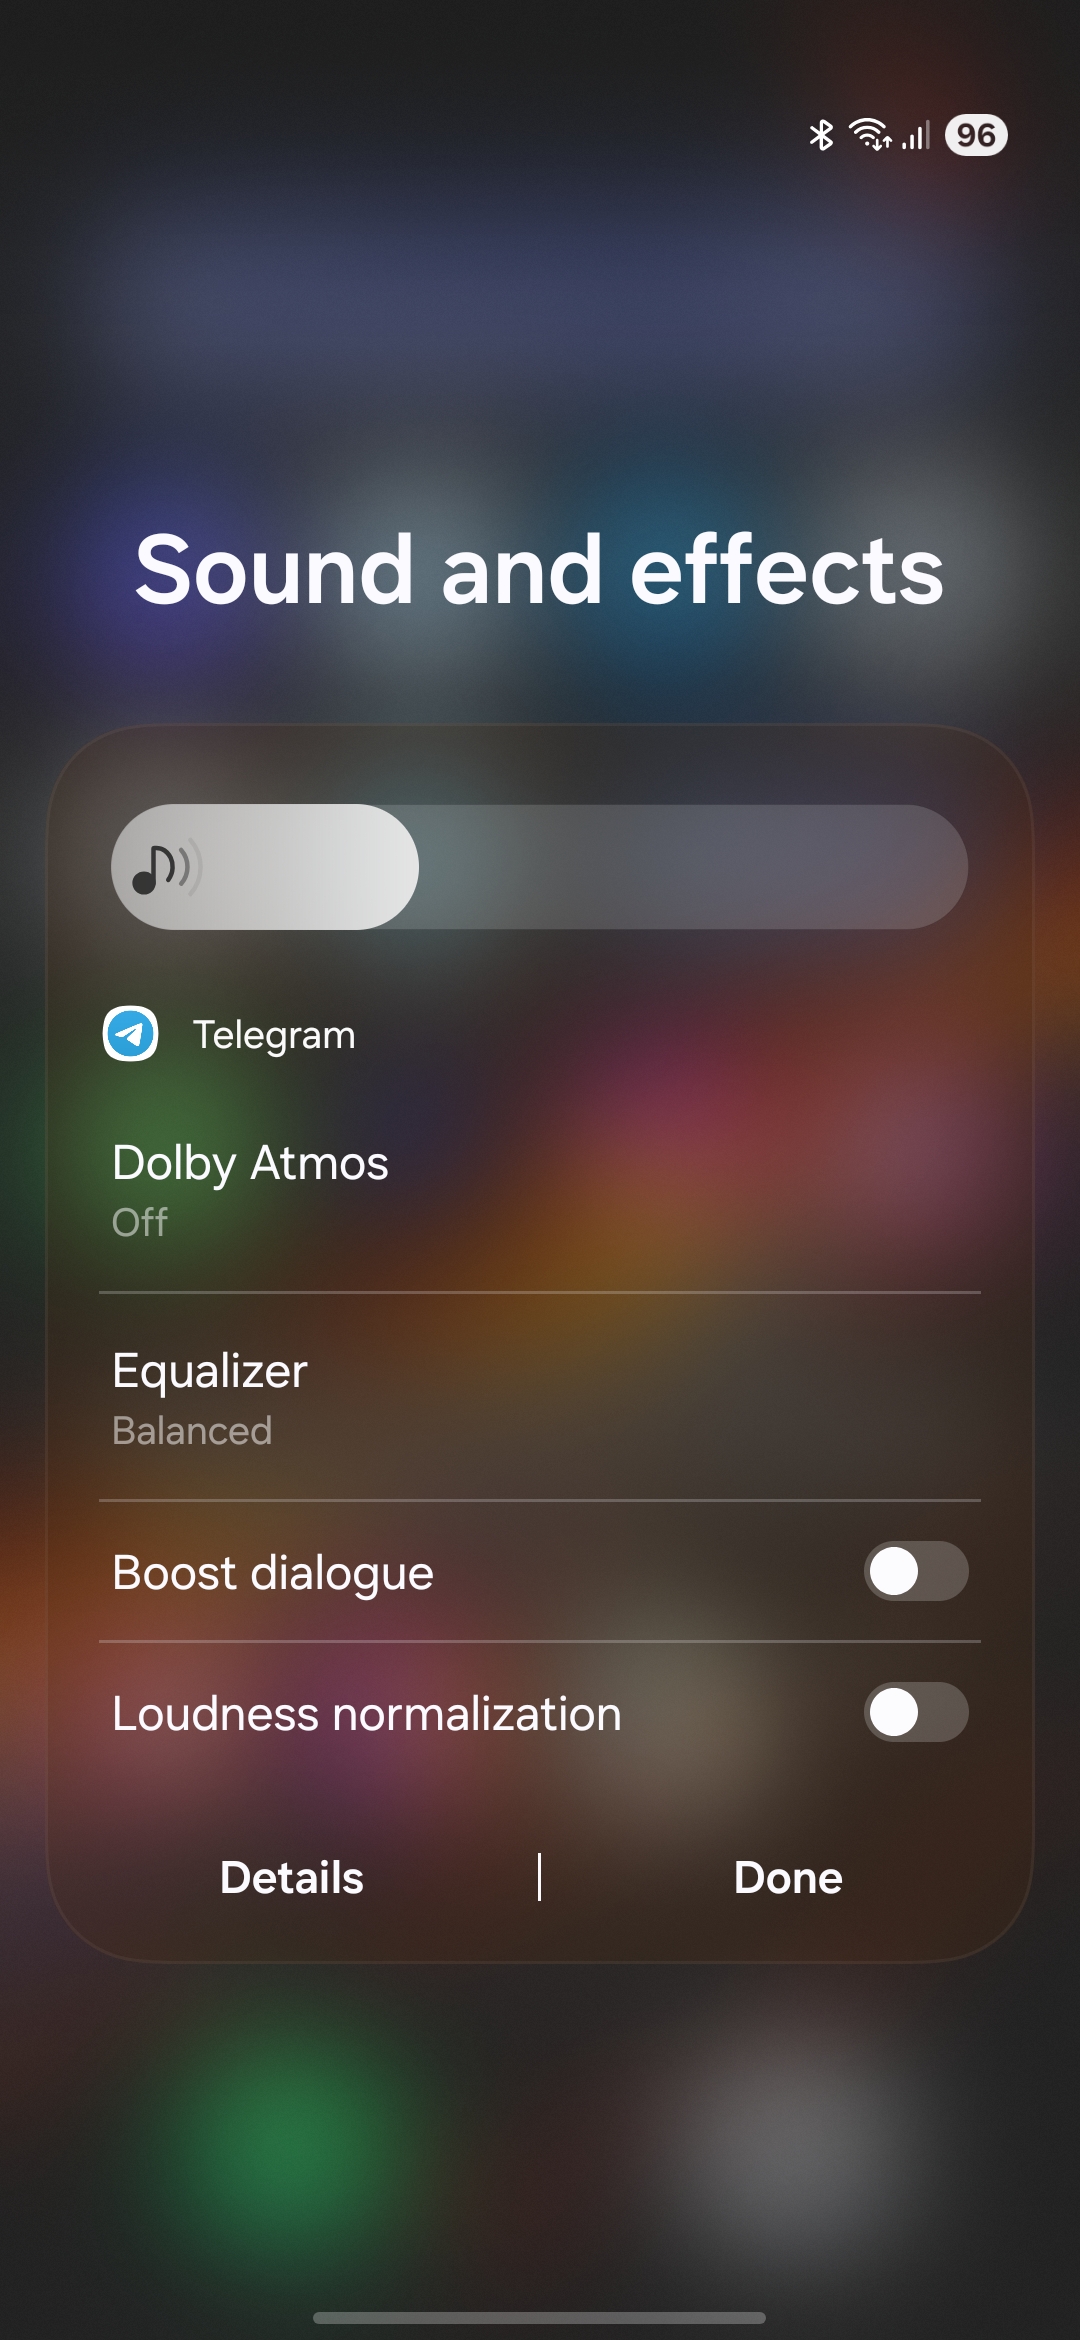 96
Sound and effects
Telegram
Dolby Atmos
Off
Equalizer
Balanced
Boost dialogue
Loudness normalization
Details
Done